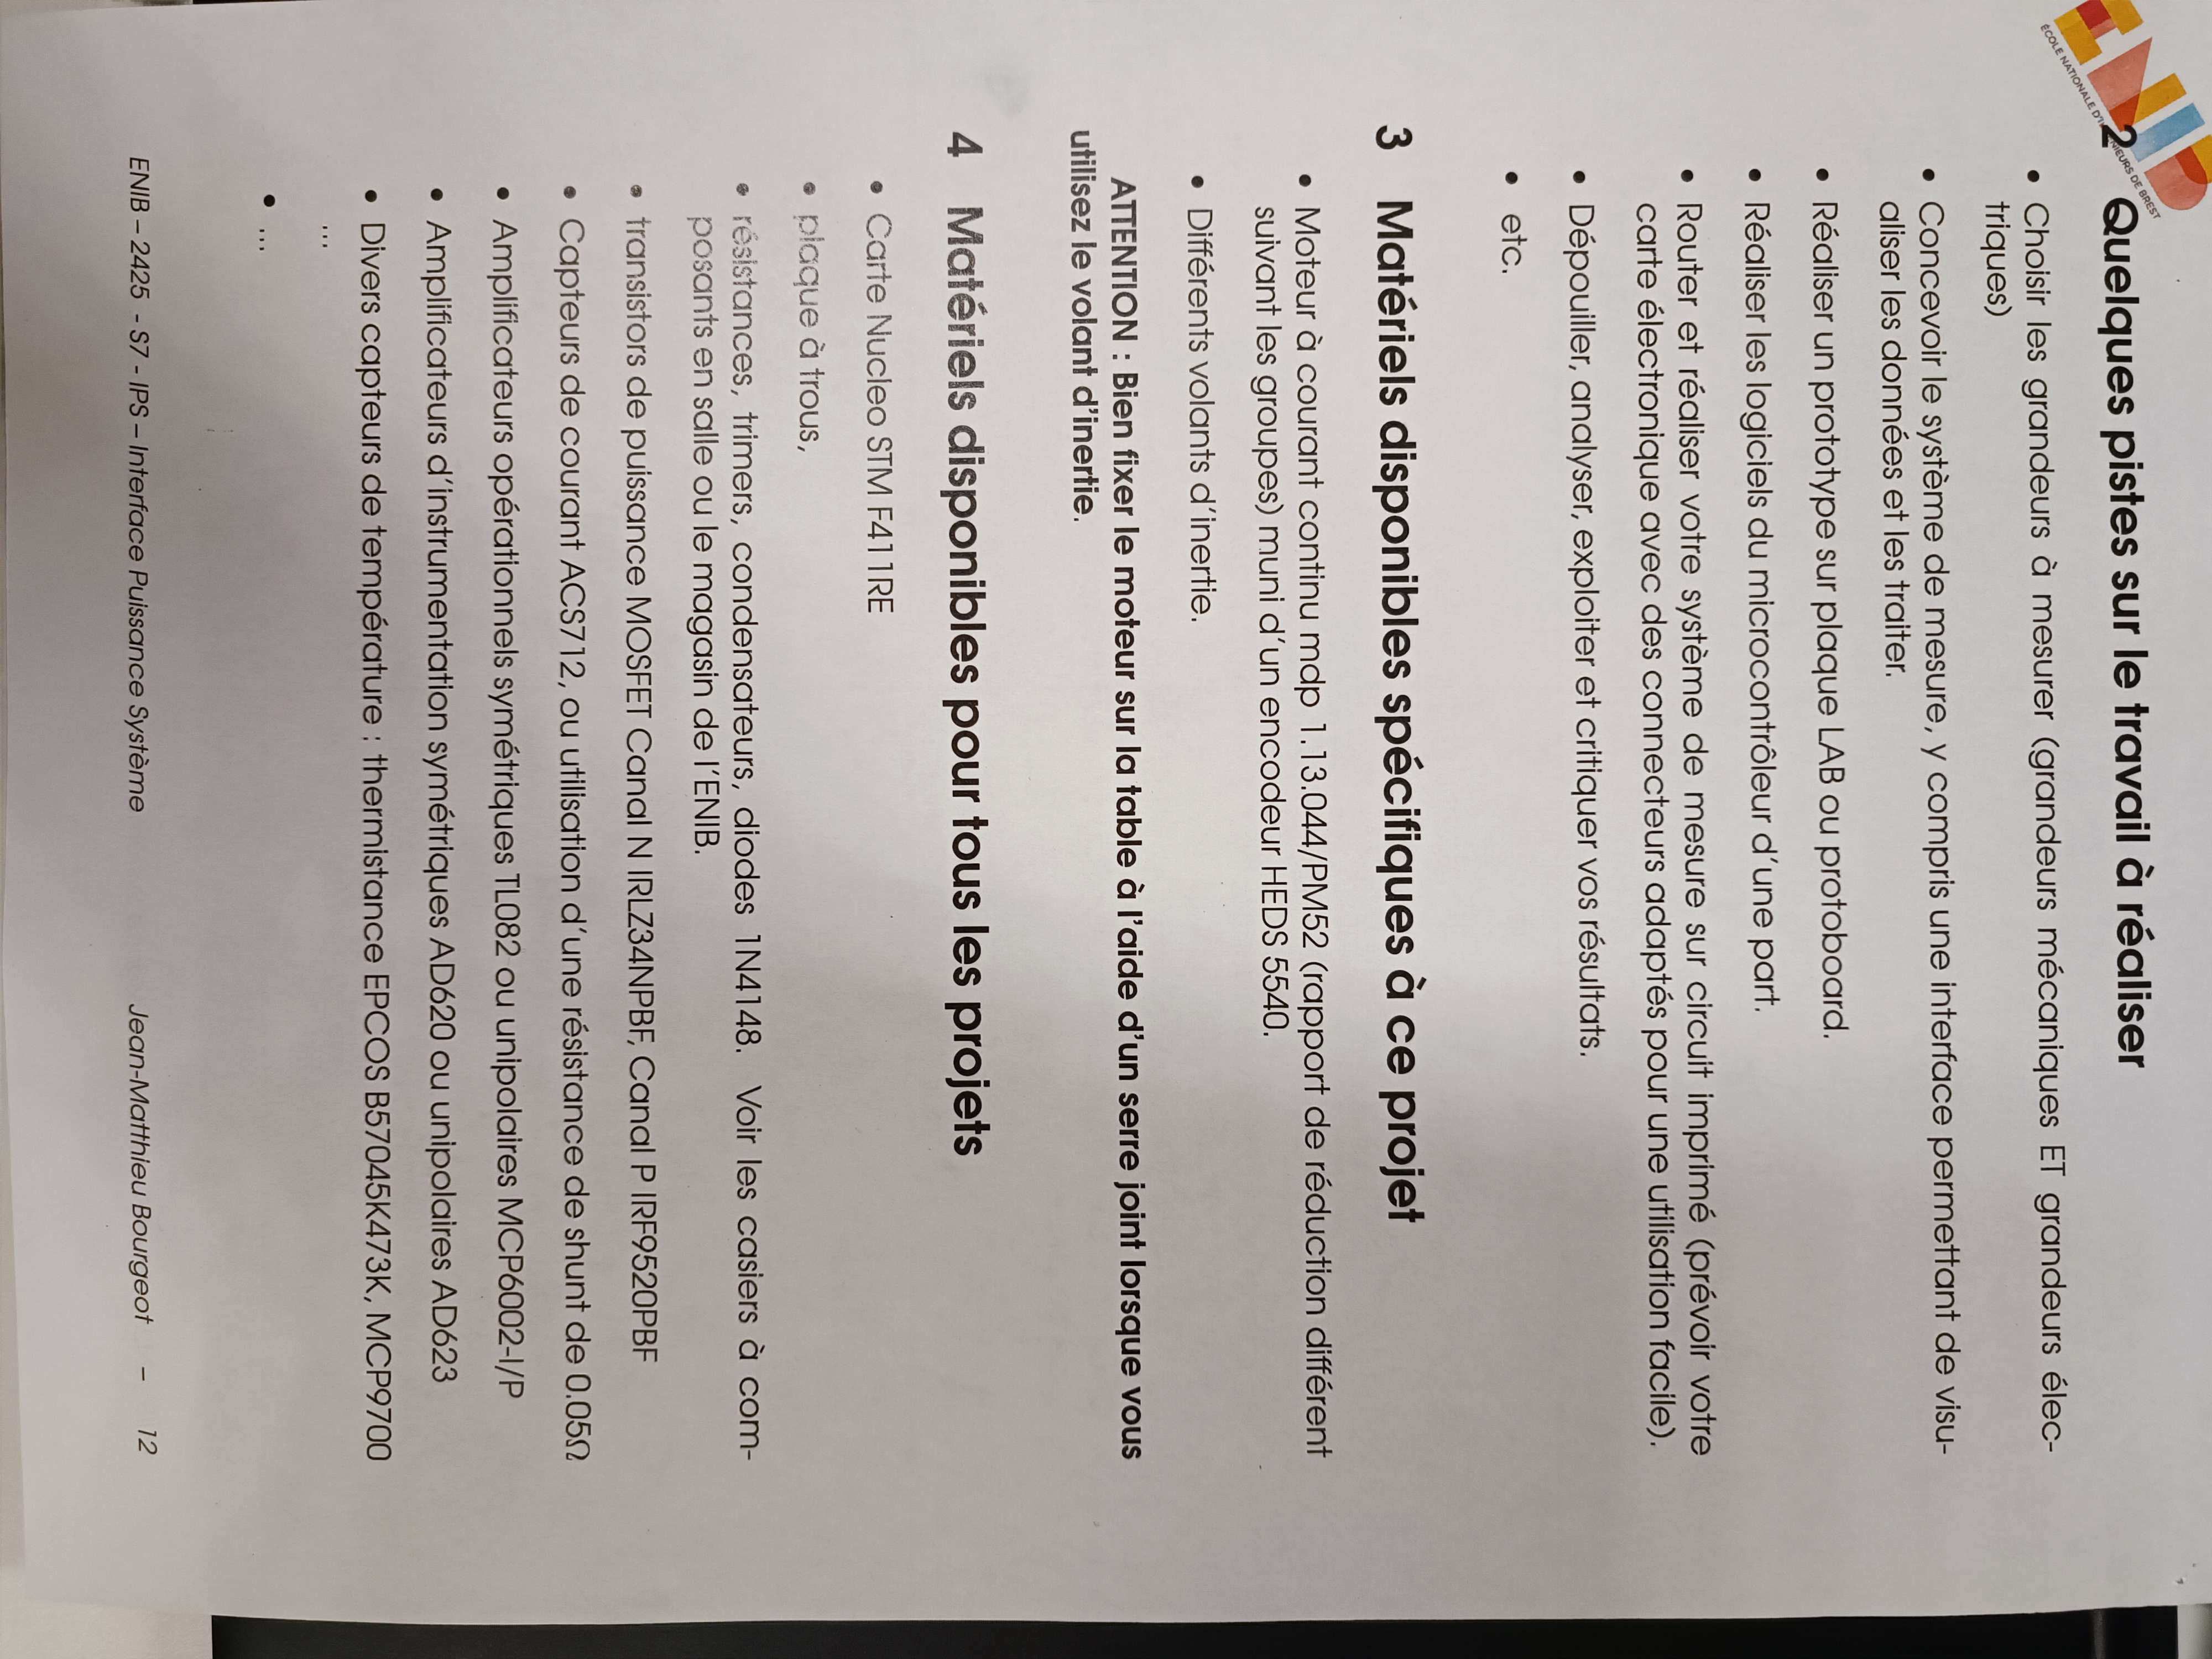 ENIB
ÉCOLE NATIONALE D'INGÉNIEURS DE BREST
2 Quelques pistes sur le travail à réaliser
• Choisir les grandeurs à mesurer (grandeurs mécaniques ET grandeurs élec-
triques)
• Concevoir le système de mesure, y compris une interface permettant de visu-
aliser les données et les traiter.
• Réaliser un prototype sur plaque LAB ou protoboard.
• Réaliser les logiciels du microcontrôleur d'une part.
• Router et réaliser votre système de mesure sur circuit imprimé (prévoir votre
carte électronique avec des connecteurs adaptés pour une utilisation facile).
• Dépouiller, analyser, exploiter et critiquer vos résultats.
• etc.
3 Matériels disponibles spécifiques à ce projet
• Moteur à courant continu mdp 1.13.044/PM52 (rapport de réduction différent
suivant les groupes) muni d'un encodeur HEDS 5540.
• Différents volants d'inertie.
ATTENTION : Bien fixer le moteur sur la table à l'aide d'un serre joint lorsque vous
utilisez le volant d'inertie.
4 Matériels disponibles pour tous les projets
• Carte Nucleo STM F411RE
• plaque à trous,
• résistances, trimers, condensateurs, diodes 1N4148. Voir les casiers à com-
posants en salle ou le magasin de l'ENIB.
• transistors de puissance MOSFET Canal N IRLZ34NPBF, Canal P IRF9520PBF
• Capteurs de courant ACS712, ou utilisation d'une résistance de shunt de 0.05Ω
• Amplificateurs opérationnels symétriques TL082 ou unipolaires MCP6002-I/P
• Amplificateurs d'instrumentation symétriques AD620 ou unipolaires AD623
• Divers capteurs de température : thermistance EPCOS B57045K473K, MCP9700
...
• ...
ENIB – 2425 - S7 - IPS – Interface Puissance Système Jean-Matthieu Bourgeot – 12